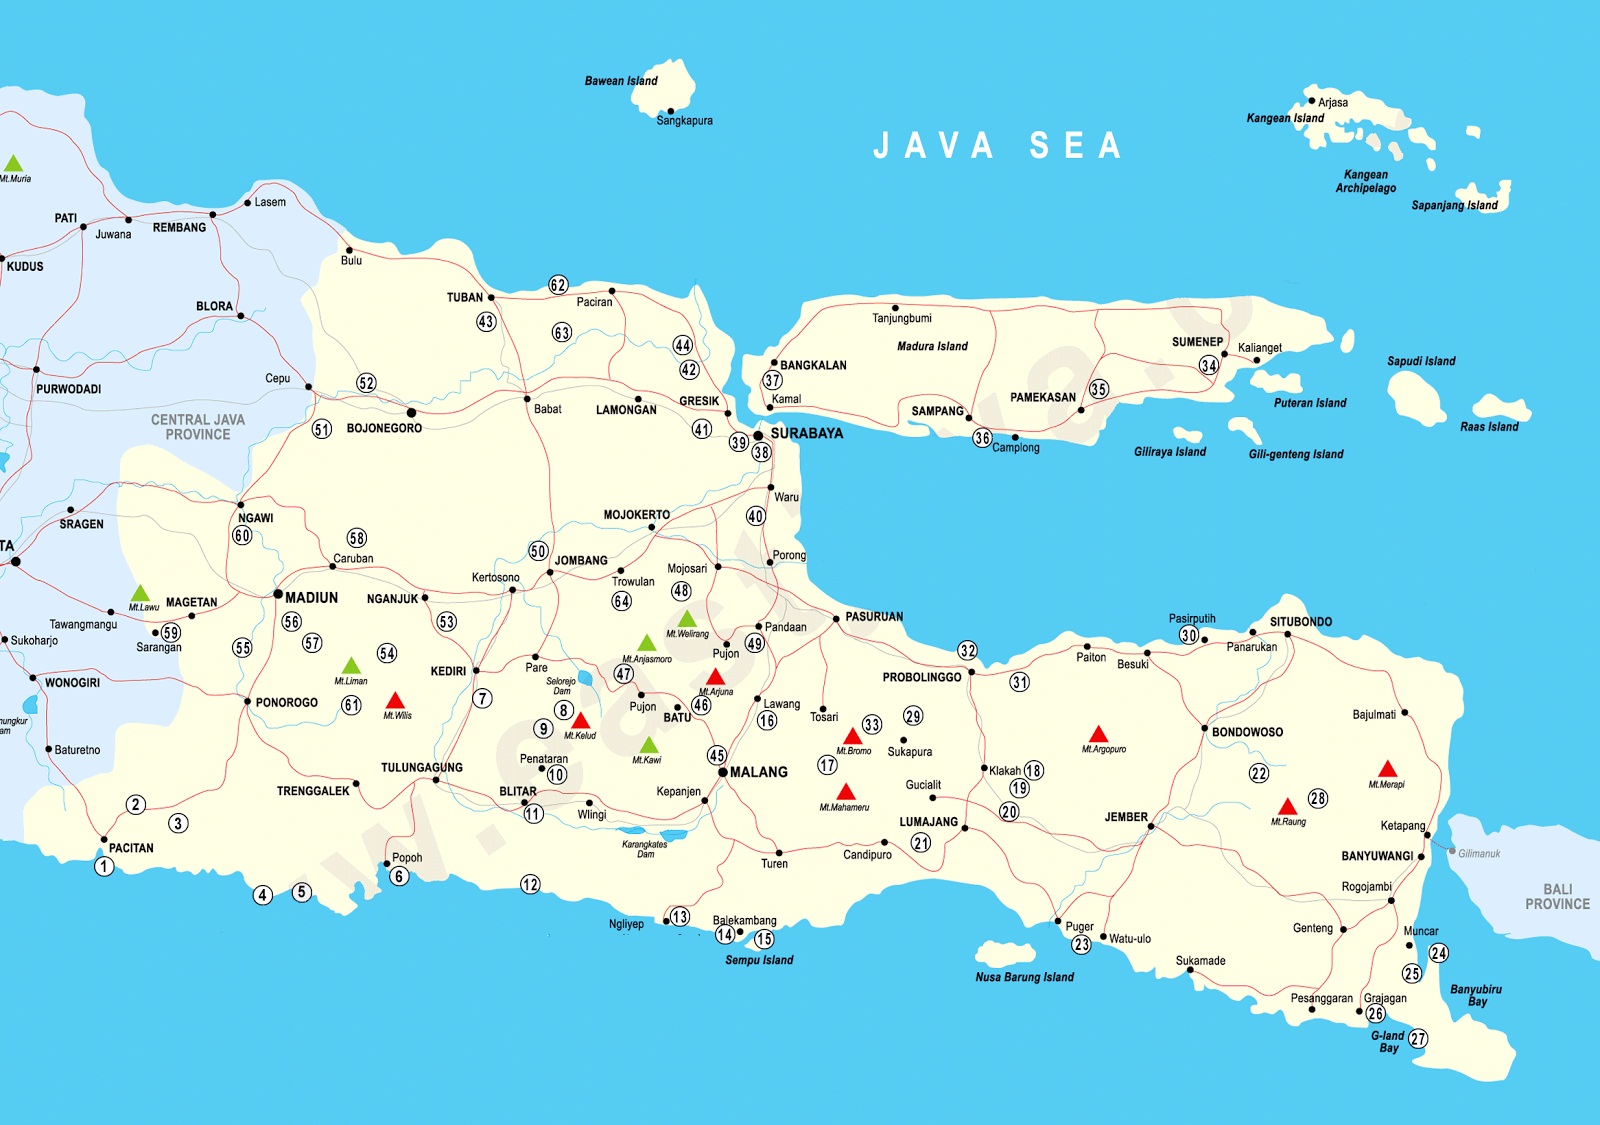 Bawean Island
Sangkapura
JAVA SEA
Arjasa
Kangean Island
Kangean
Archipelago
Sapanjang Island
Mt.Muria
PATI
Juwana
REMBANG
Lasem
KUDUS
Bulu
BLORA
TUBAN
43
62
Paciran
63
44
42
PURWODADI
Cepu
52
CENTRAL JAVA
PROVINCE
51
BOJONEGORO
Babat
LAMONGAN
GRESIK
41
39
SURABAYA
38
Tanjungbumi
Madura Island
BANGKALAN
37
Kamal
SUMENEP
Kalianget
34
35
PAMEKASAN
SAMPANG
36
Camplong
Sapudi Island
Puteran Island
Raas Island
Giliraya Island
Gili-genteng Island
SRAGEN
NGAWI
60
TA
58
Caruban
MOJOKERTO
Waru
40
50
JOMBANG
Porong
Kertosono
Trowulan
64
Mojosari
48
Mt.Lawu
MAGETAN
MADIUN
NGANJUK
Tawangmangu
56
53
Mt.Welirang
Pandaan
PASURUAN
Sukoharjo
59
Sarangan
55
57
54
Mt.Anjasmoro
Pujon
49
WONOGIRI
Mt.Liman
KEDIRI
Pare
Selorejo
Dam
47
Mt.Arjuna
PONOROGO
61
Mt.Wilis
7
8
Pujon
46
BATU
Lawang
16
Tosari
9
Mt.Kelud
Mt.Kawi
45
33
29
Mt.Bromo
Sukapura
Baturetno
TULUNGAGUNG
Penataran
10
MALANG
17
TRENGGALEK
BLITAR
11
Wlingi
Kepanjen
Mt.Mahameru
Gucialit
32
PROBOLINGGO
31
Paiton
Besuki
Pasirputih
30
Panarukan
SITUBONDO
Mt.Argopuro
BONDOWOSO
Bajulmati
Klakah
18
19
20
22
Mt.Merapi
28
Mt.Raung
2
3
PACITAN
1
Karangkates
Dam
Turen
Candipuro
LUMAJANG
21
JEMBER
Ketapang
BANYUWANGI
Gilimanuk
Popoh
6
4
5
12
Ngliyep
13
Balekambang
14
15
Sempu Island
Rogojambi
BALI
PROVINCE
Puger
23
Watu-ulo
Nusa Barung Island
Genteng
Muncar
24
25
Sukamade
Pesanggaran
Grajagan
26
Banyubiru
Bay
G-land
Bay
27